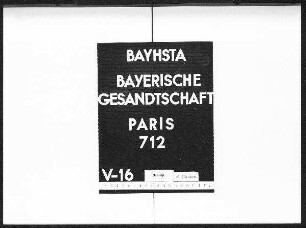 BAYHSTA
BAYERISCHE
GESANDTSCHAFT
PARIS
712
V-16